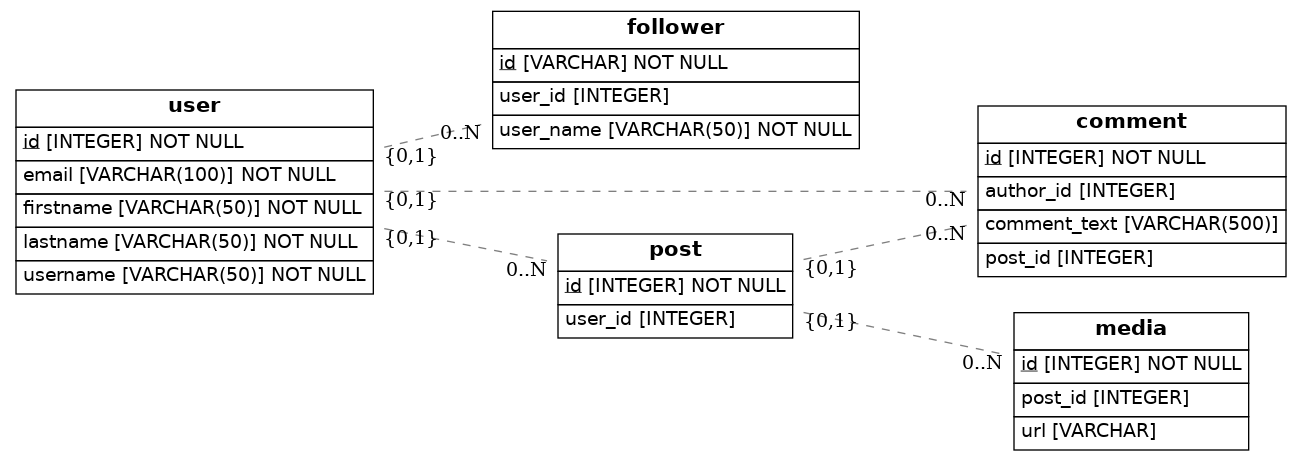 user
id [INTEGER] NOT NULL
email [VARCHAR(100)] NOT NULL
firstname [VARCHAR(50)] NOT NULL
lastname [VARCHAR(50)] NOT NULL
username [VARCHAR(50)] NOT NULL
follower
id [VARCHAR] NOT NULL
user_id [INTEGER]
user_name [VARCHAR(50)] NOT NULL
0..N
{0,1}
{0,1}
0..N
{0,1}
0..N
post
id [INTEGER] NOT NULL
user_id [INTEGER]
0..N
{0,1}
{0,1}
0..N
comment
id [INTEGER] NOT NULL
author_id [INTEGER]
comment_text [VARCHAR(500)]
post_id [INTEGER]
media
id [INTEGER] NOT NULL
post_id [INTEGER]
url [VARCHAR]